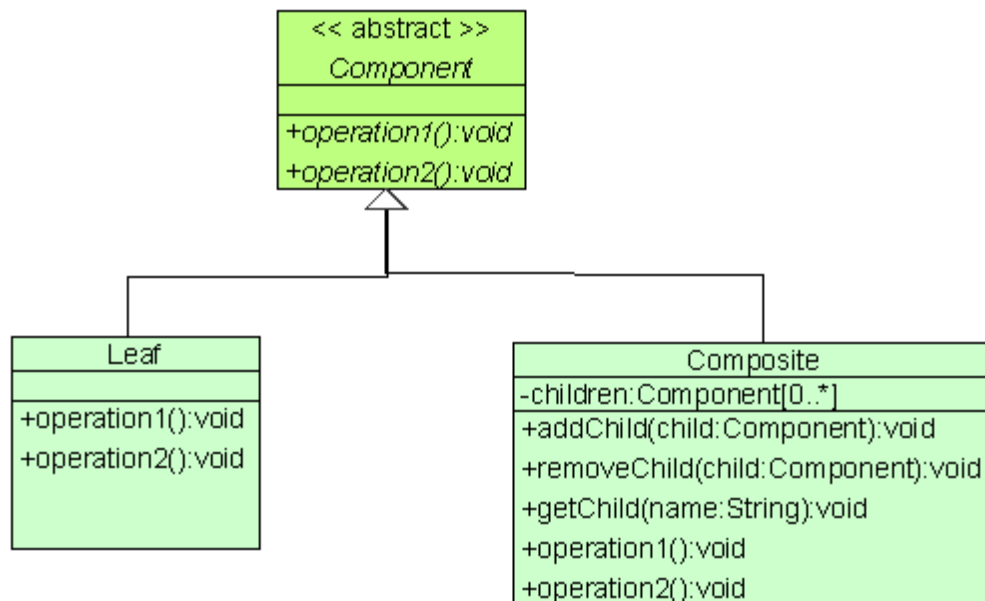 << abstract >>
Component
+operation1():void
+operation2():void
Leaf
+operation1():void
+operation2():void
Composite
-children:Component[0..*]
+addChild(child:Component):void
+removeChild(child:Component):void
+getChild(name:String):void
+operation1():void
+operation2():void